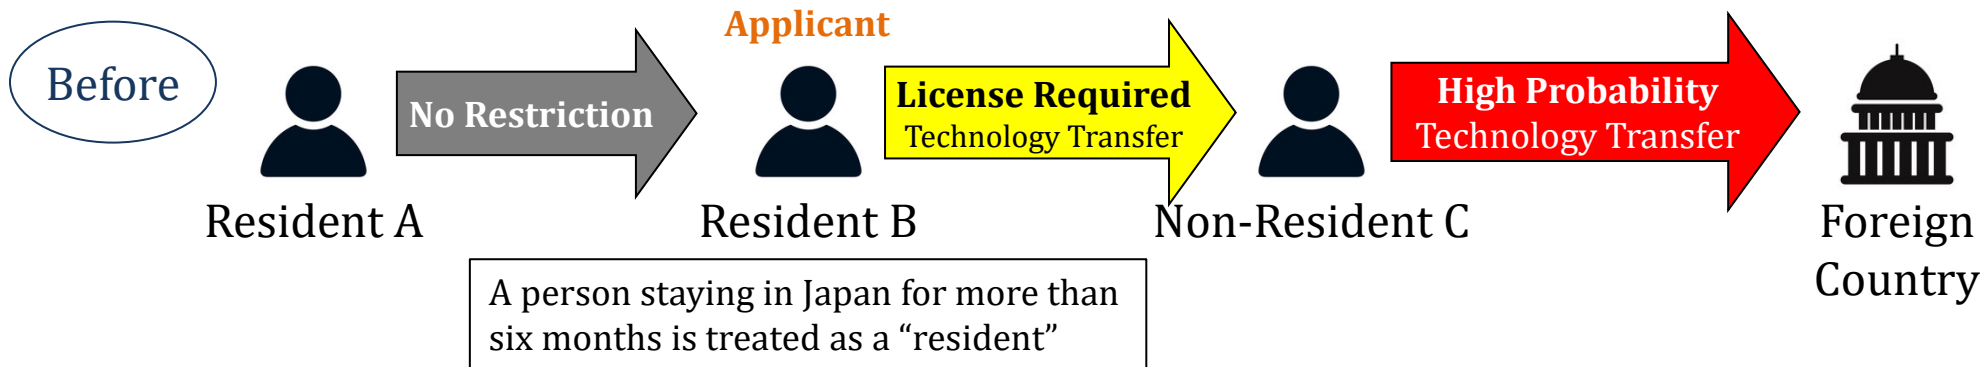 Before
Applicant
No Restriction
License Required
Technology Transfer
High Probability
Technology Transfer
Resident A
Resident B
Non-Resident C
Foreign
Country
A person staying in Japan for more than
six months is treated as a “resident”